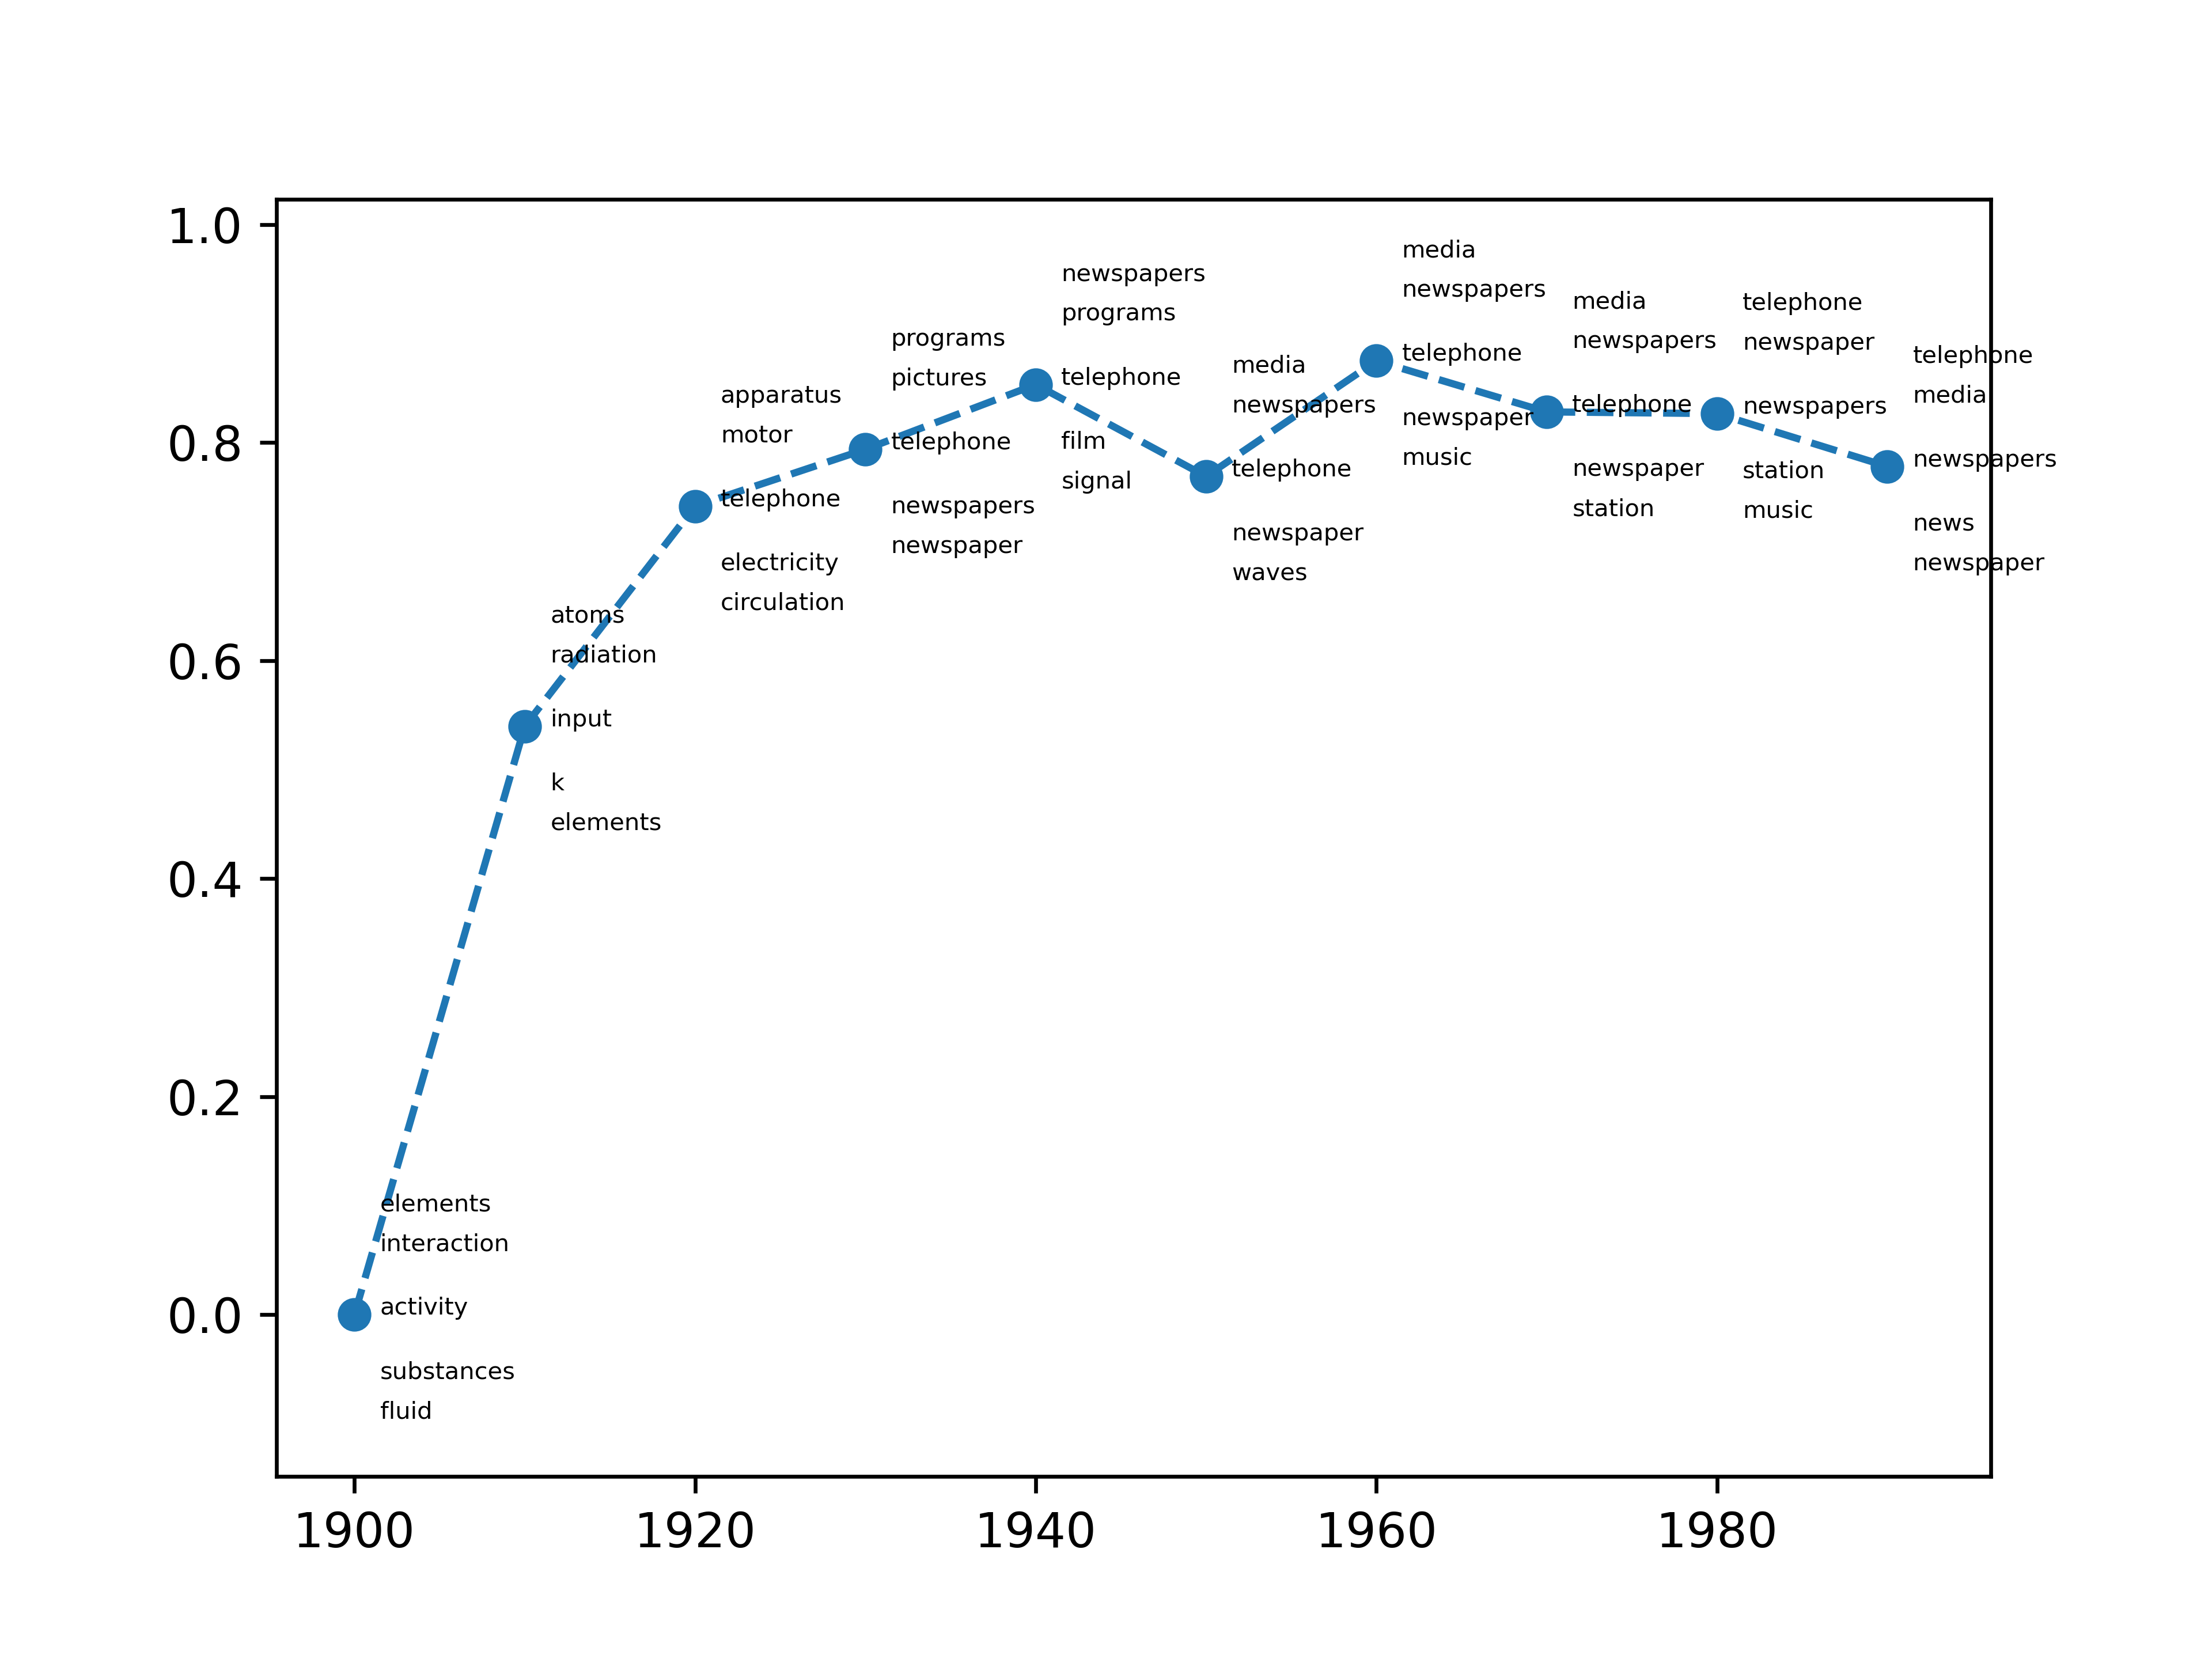 1.0
0.8
0.6
0.4
0.2
0.0
elements
interaction
activity
substances
fluid
atoms
radiation
input
k
elements
apparatus
motor
telephone
electricity
circulation
programs
pictures
telephone
newspapers
newspaper
newspapers
programs
telephone
film
signal
media
newspapers
telephone
newspaper
waves
media
newspapers
telephone
newspaper
music
media
newspapers
telephone
newspaper
station
telephone
newspaper
newspapers
station
music
telephone
media
newspapers
news
newspaper
1900 1920 1940 1960 1980